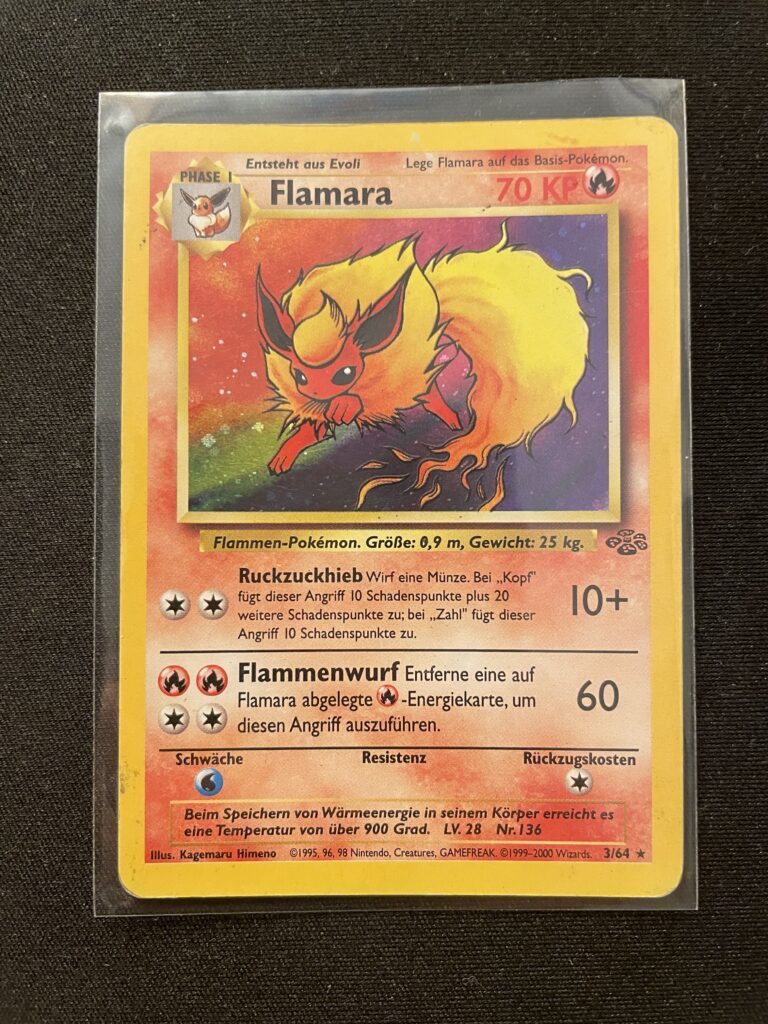 Entsteht aus Evoli
Lege Flamara auf das Basis-Pokémon.
PHASE 1
Flamara
70 KP
Flammen-Pokémon. Größe: 0,9 m, Gewicht: 25 kg.
Ruckzuckhieb Wirf eine Münze. Bei „Kopf"
fügt dieser Angriff 10 Schadenspunkte plus 20
weitere Schadenspunkte zu; bei „Zahl" fügt dieser
Angriff 10 Schadenspunkte zu.
10+
Flammenwurf Entferne eine auf
Flamara abgelegte -Energiekarte, um
diesen Angriff auszuführen.
60
Schwäche
Resistenz
Rückzugskosten
Beim Speichern von Wärmeenergie in seinem Körper erreicht es
eine Temperatur von über 900 Grad. LV. 28 Nr.136
Illus. Kagemaru Himeno ©1995, 96, 98 Nintendo, Creatures, GAMEFREAK. ©1999–2000 Wizards. 3/64 ★